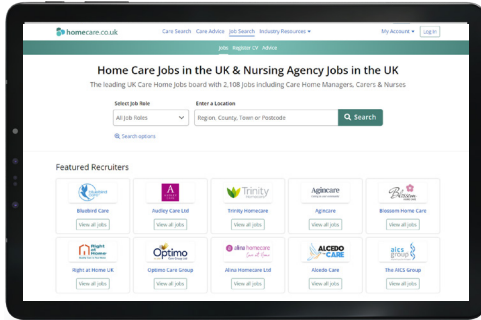 homecare.co.uk
Care Search Care Advice Job Search Industry Resources
My Account Log in
Jobs Register CV Advice
Home Care Jobs in the UK & Nursing Agency Jobs in the UK
The leading UK Care Home Jobs board with 2,108 jobs including Care Home Managers, Carers & Nurses
Select Job Role Enter a Location
All Job Roles Region, County, Town or Postcode Search
Search options
Featured Recruiters
Trinity Agincare Blossom
Bluebird Care Audley Care Ltd Trinity Homecare Agincare Blossom Home Care
View all jobs View all jobs View all jobs View all jobs View all jobs
Right at Home Optimo alina homecare ALCEDO CARE aics group
Right at Home UK Optimo Care Group Alina Homecare Ltd Alcedo Care The AICS Group
View all jobs View all jobs View all jobs View all jobs View all jobs